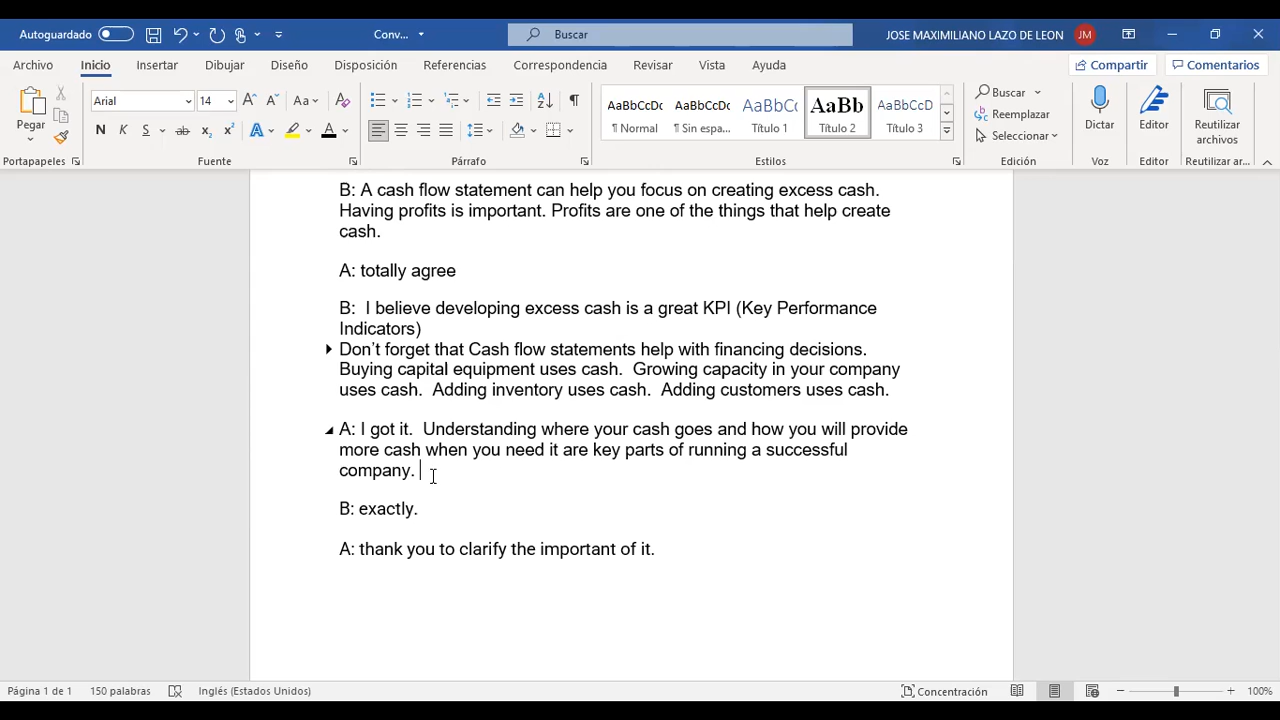 Autoguardado
Conv...
Buscar
JOSE MAXIMILIANO LAZO DE LEON
JM
Archivo Inicio Insertar Dibujar Diseño Disposición Referencias Correspondencia Revisar Vista Ayuda
Compartir
Comentarios
Pegar
Portapapeles
Arial
14
Aa
N K S ab x₂ x² A A
Fuente
Párrafo
AaBbCcDc AaBbCcDc AaBbCc AaBb AaBbCcD
¶ Normal ¶ Sin espa... Título 1 Título 2 Título 3
Estilos
Buscar
Reemplazar
Seleccionar
Edición
Dictar
Voz
Editor
Editor
Reutilizar archivos
Reutilizar ar...
B: A cash flow statement can help you focus on creating excess cash.
Having profits is important. Profits are one of the things that help create
cash.
A: totally agree
B:  I believe developing excess cash is a great KPI (Key Performance
Indicators)
Don’t forget that Cash flow statements help with financing decisions.
Buying capital equipment uses cash.  Growing capacity in your company
uses cash.  Adding inventory uses cash.  Adding customers uses cash.
A: I got it.  Understanding where your cash goes and how you will provide
more cash when you need it are key parts of running a successful
company.
B: exactly.
A: thank you to clarify the important of it.
Página 1 de 1 150 palabras Inglés (Estados Unidos)
Concentración
100%